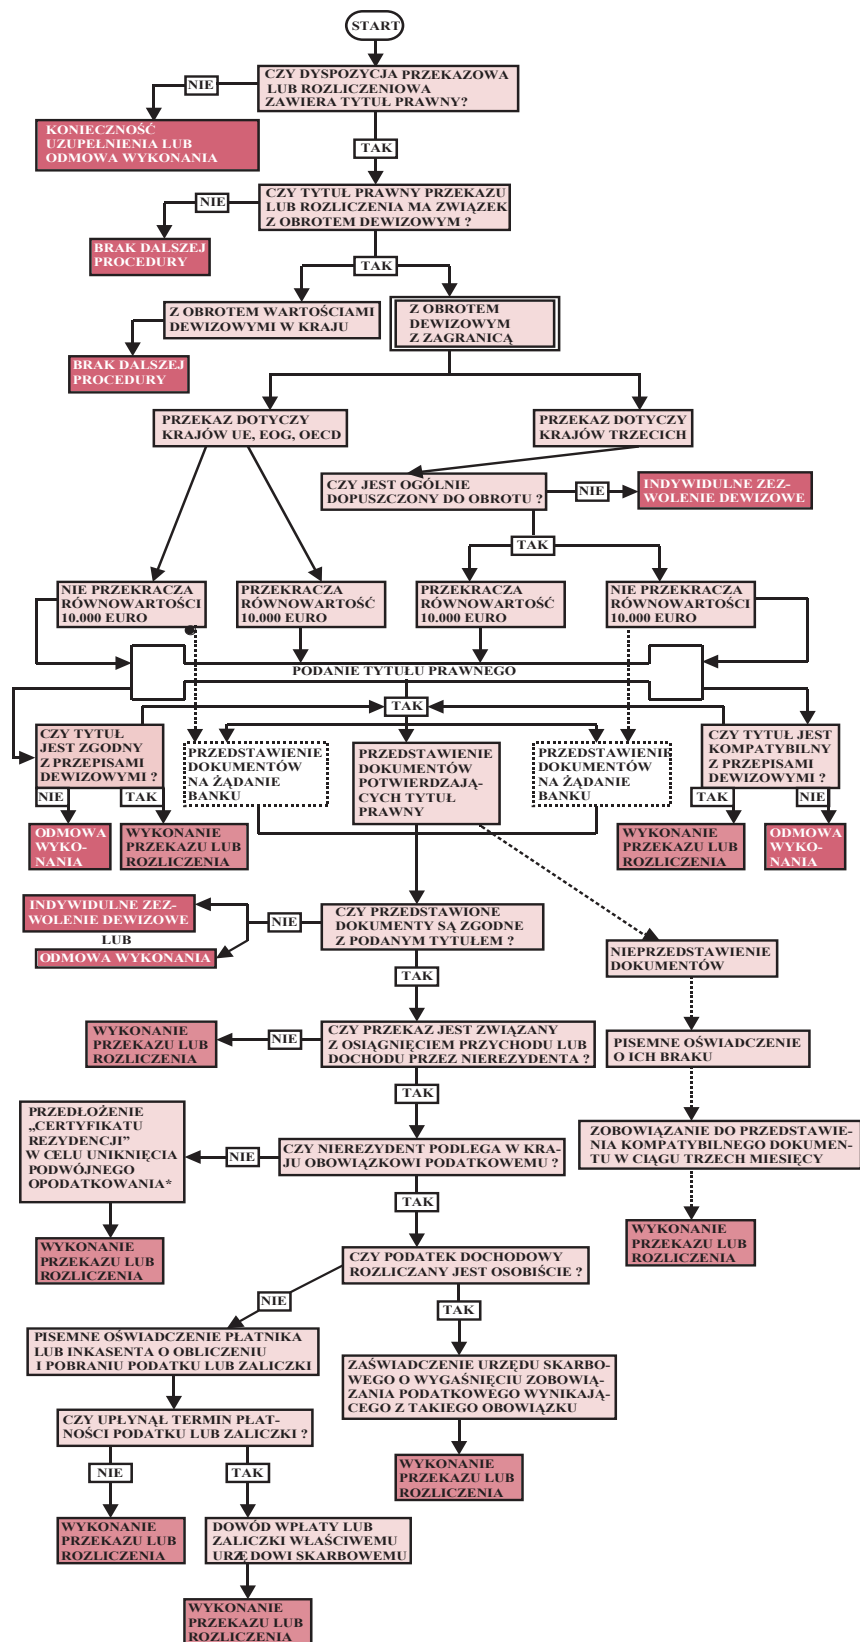 START
CZY DYSPOZYCJA PRZEKAZOWA
LUB ROZLICZENIOWA
ZAWIERA TYTUŁ PRAWNY?
NIE
KONIECZNOŚĆ
UZUPEŁNIENIA LUB
ODMOWA WYKONANIA
TAK
CZY TYTUŁ PRAWNY PRZEKAZU
LUB ROZLICZENIA MA ZWIĄZEK
Z OBROTEM DEWIZOWYM ?
NIE
BRAK DALSZEJ
PROCEDURY
TAK
Z OBROTEM WARTOŚCIAMI
DEWIZOWYMI W KRAJU
Z OBROTEM
DEWIZOWYM
Z ZAGRANICĄ
BRAK DALSZEJ
PROCEDURY
PRZEKAZ DOTYCZY
KRAJÓW UE, EOG, OECD
PRZEKAZ DOTYCZY
KRAJÓW TRZECICH
CZY JEST OGÓLNIE
DOPUSZCZONY DO OBROTU ?
NIE
INDYWIDULNE ZEZ-
WOLENIE DEWIZOWE
TAK
NIE PRZEKRACZA
RÓWNOWARTOŚCI
10.000 EURO
PRZEKRACZA
RÓWNOWARTOŚĆ
10.000 EURO
PRZEKRACZA
RÓWNOWARTOŚĆ
10.000 EURO
NIE PRZEKRACZA
RÓWNOWARTOŚCI
10.000 EURO
PODANIE TYTUŁU PRAWNEGO
TAK
CZY TYTUŁ
JEST ZGODNY
Z PRZEPISAMI
DEWIZOWYMI ?
PRZEDSTAWIENIE
DOKUMENTÓW
NA ŻĄDANIE
BANKU
PRZEDSTAWIENIE
DOKUMENTÓW
POTWIERDZAJĄ-
CYCH TYTUŁ
PRAWNY
PRZEDSTAWIENIE
DOKUMENTÓW
NA ŻĄDANIE
BANKU
CZY TYTUŁ JEST
KOMPATYBILNY
Z PRZEPISAMI
DEWIZOWYMI ?
NIE
TAK
TAK
NIE
ODMOWA
WYKO-
NANIA
WYKONANIE
PRZEKAZU LUB
ROZLICZENIA
WYKONANIE
PRZEKAZU LUB
ROZLICZENIA
ODMOWA
WYKO-
NANIA
INDYWIDULNE ZEZ-
WOLENIE DEWIZOWE
LUB
ODMOWA WYKONANIA
NIE
CZY PRZEDSTAWIONE
DOKUMENTY SĄ ZGODNE
Z PODANYM TYTUŁEM ?
NIEPRZEDSTAWIENIE
DOKUMENTÓW
TAK
WYKONANIE
PRZEKAZU LUB
ROZLICZENIA
NIE
CZY PRZEKAZ JEST ZWIĄZANY
Z OSIĄGNIĘCIEM PRZYCHODU LUB
DOCHODU PRZEZ NIEREZYDENTA ?
PISEMNE OŚWIADCZENIE
O ICH BRAKU
TAK
PRZEDŁOŻENIE
„CERTYFIKATU
REZYDENCJI”
W CELU UNIKNIĘCIA
PODWÓJNEGO
OPODATKOWANIA*
NIE
CZY NIEREZYDENT PODLEGA W KRA-
JU OBOWIĄZKOWI PODATKOWEMU ?
ZOBOWIĄZANIE DO PRZEDSTAWIE-
NIA KOMPATYBILNEGO DOKUMEN-
TU W CIĄGU TRZECH MIESIĘCY
TAK
WYKONANIE
PRZEKAZU LUB
ROZLICZENIA
CZY PODATEK DOCHODOWY
ROZLICZANY JEST OSOBIŚCIE ?
WYKONANIE
PRZEKAZU LUB
ROZLICZENIA
NIE
TAK
PISEMNE OŚWIADCZENIE PŁATNIKA
LUB INKASENTA O OBLICZENIU
I POBRANIU PODATKU LUB ZALICZKI
ZAŚWIADCZENIE URZĘDU SKARBO-
WEGO O WYGAŚNIĘCIU ZOBOWIĄ-
ZANIA PODATKOWEGO WYNIKAJĄ-
CEGO Z TAKIEGO OBOWIĄZKU
CZY UPŁYNĄŁ TERMIN PŁAT-
NOŚCI PODATKU LUB ZALICZKI ?
NIE
TAK
WYKONANIE
PRZEKAZU LUB
ROZLICZENIA
WYKONANIE
PRZEKAZU LUB
ROZLICZENIA
DOWÓD WPŁATY LUB
ZALICZKI WŁAŚCIWEMU
URZĘDOWI SKARBOWEMU
WYKONANIE
PRZEKAZU LUB
ROZLICZENIA